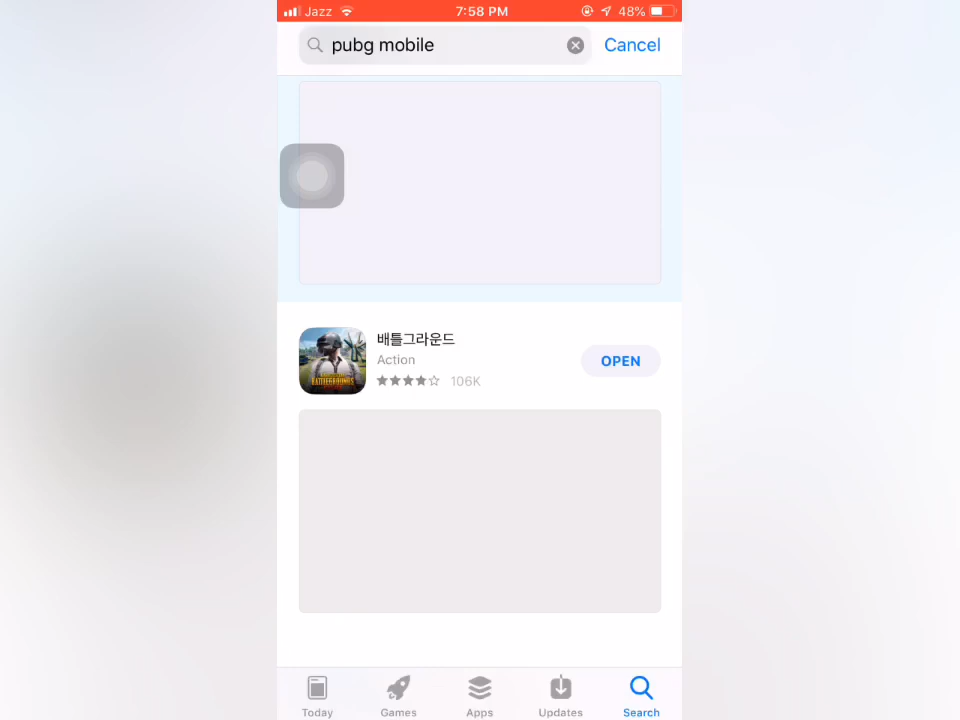 Jazz 7:58 PM 48%
pubg mobile Cancel
배틀그라운드
Action
OPEN
106K
BATTLEGROUNDS
Today Games Apps Updates Search